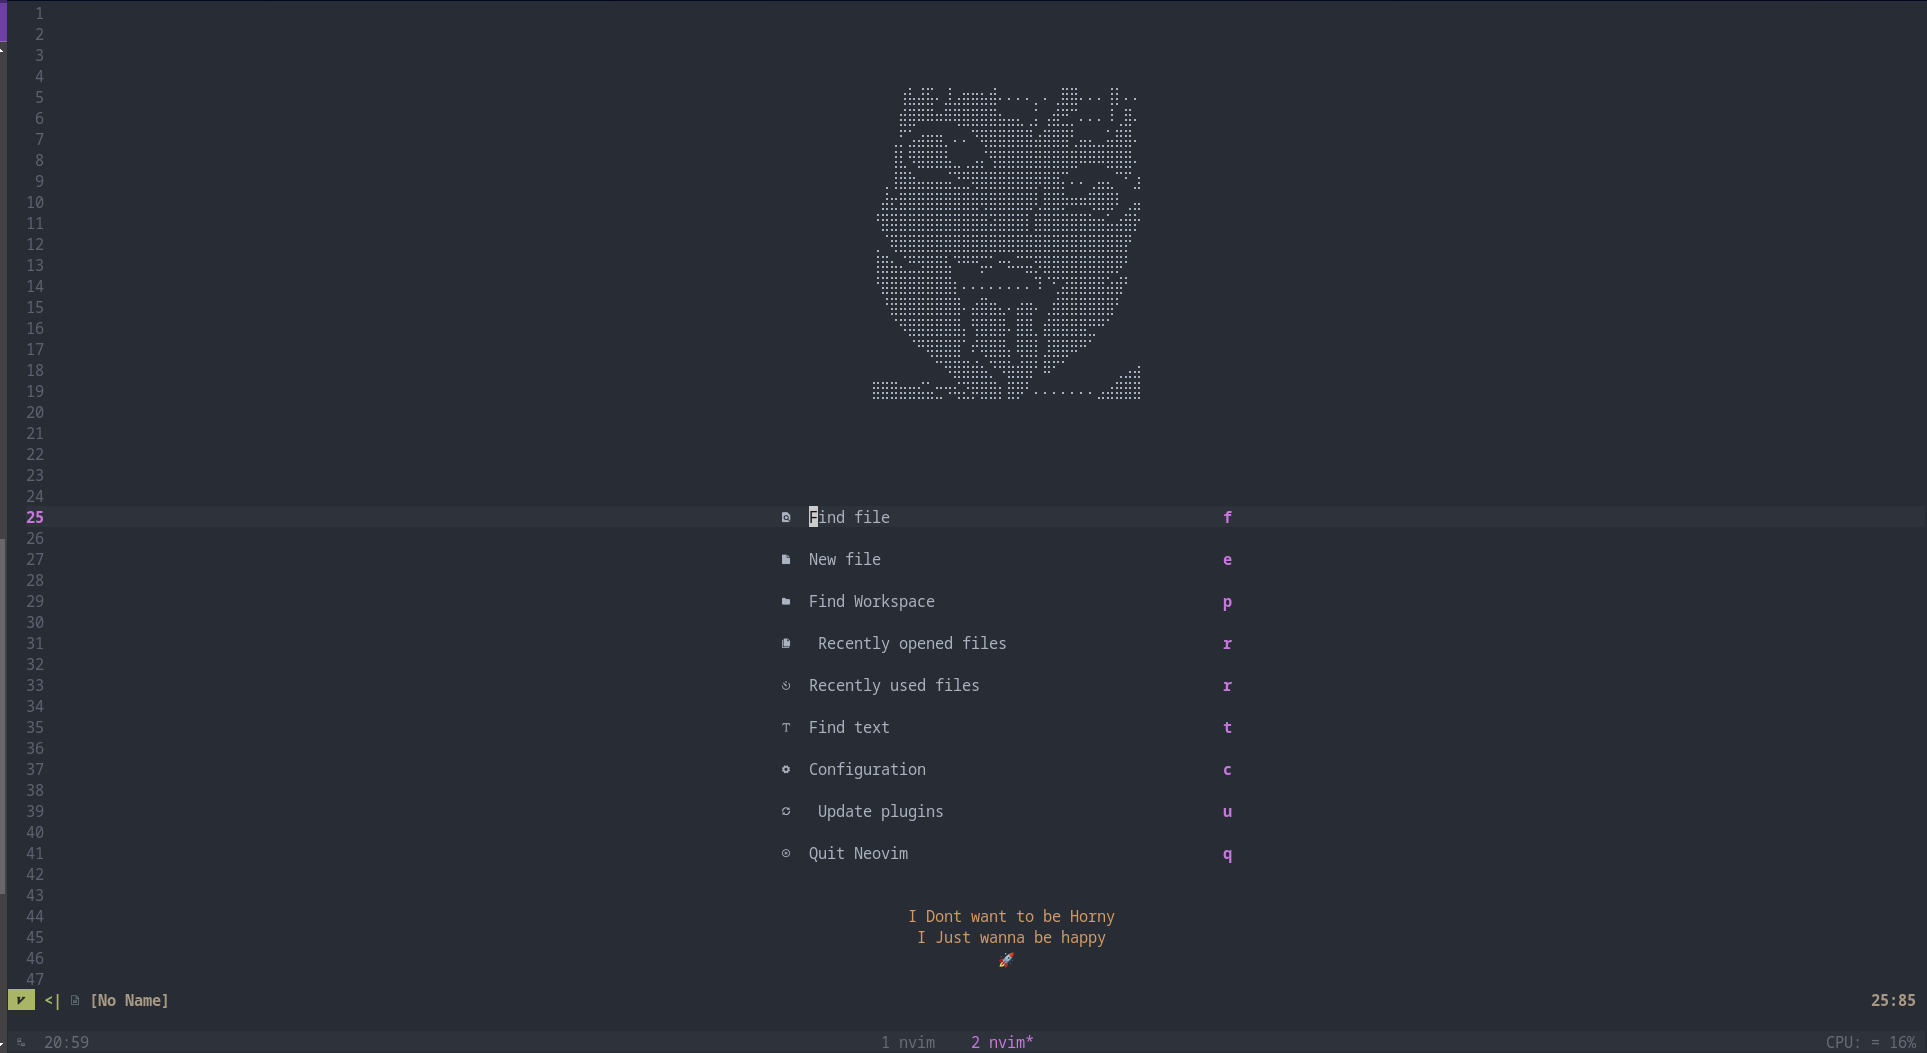 1
2
3
4
5
6
7
8
9
10
11
12
13
14
15
16
17
18
19
20
21
22
23
24
25 Find file f
26
27 New file e
28
29 Find Workspace p
30
31 Recently opened files r
32
33 Recently used files r
34
35 Find text t
36
37 Configuration c
38
39 Update plugins u
40
41 Quit Neovim q
42
43
44 I Dont want to be Horny
45 I Just wanna be happy
46 🚀
47
<| [No Name] 25:85
20:59 1 nvim 2 nvim* CPU: = 16%